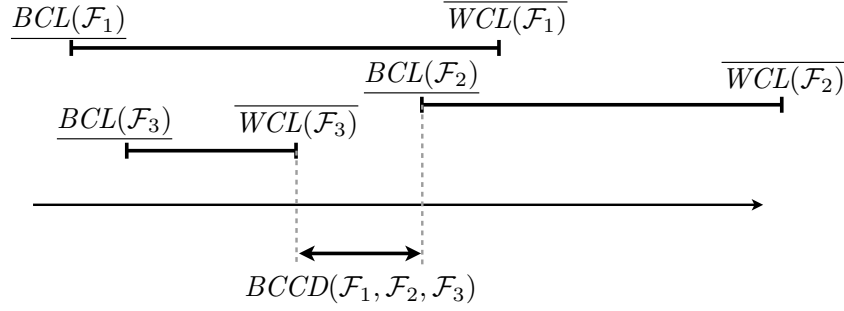 BCL(ℱ₁) WCL(ℱ₁)
BCL(ℱ₂) WCL(ℱ₂)
BCL(ℱ₃) WCL(ℱ₃)
BCCD(ℱ₁, ℱ₂, ℱ₃)